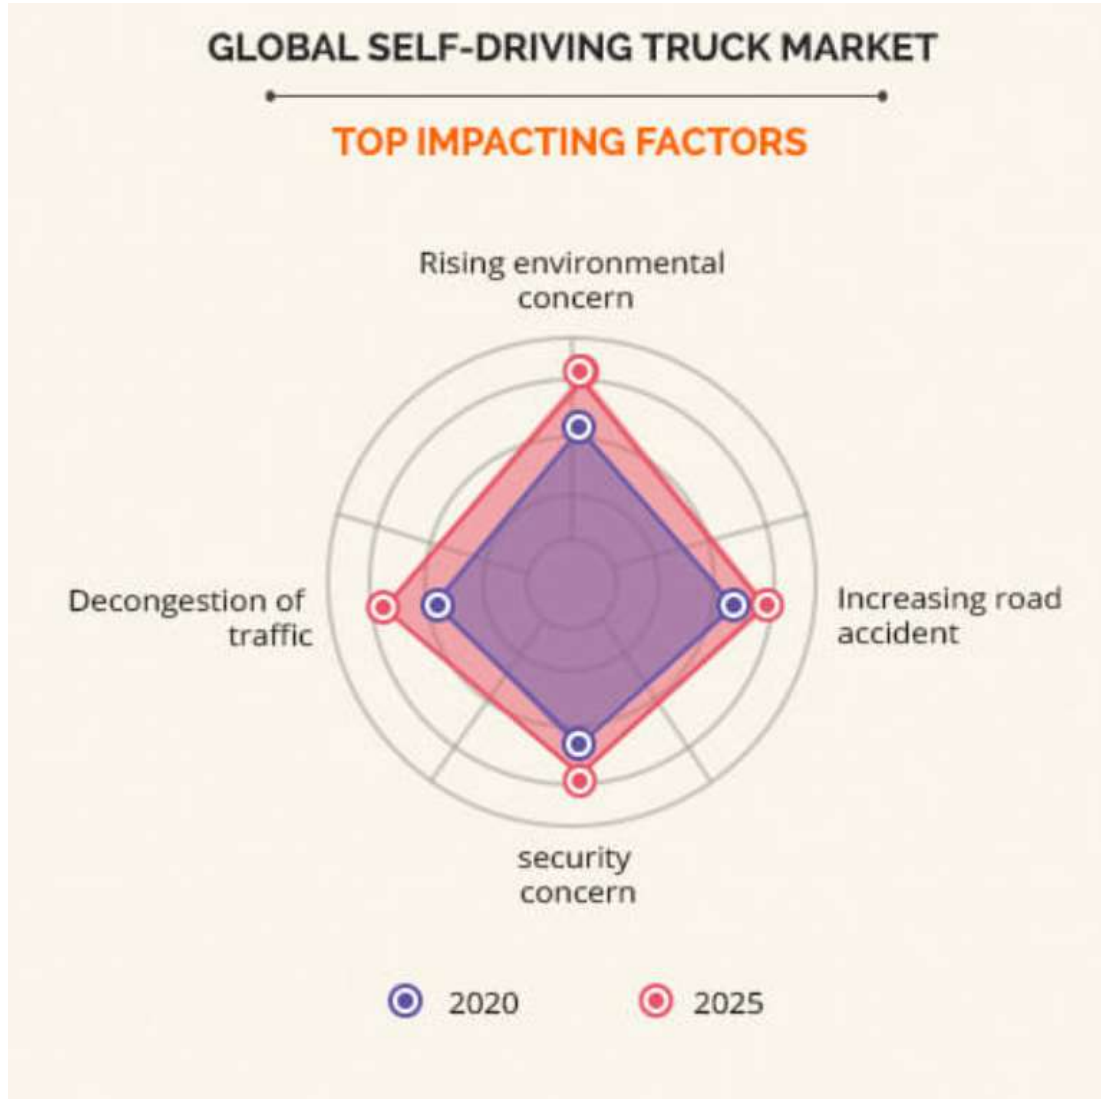 GLOBAL SELF-DRIVING TRUCK MARKET
TOP IMPACTING FACTORS
Rising environmental
concern
Decongestion of
traffic
Increasing road
accident
security
concern
2020
2025